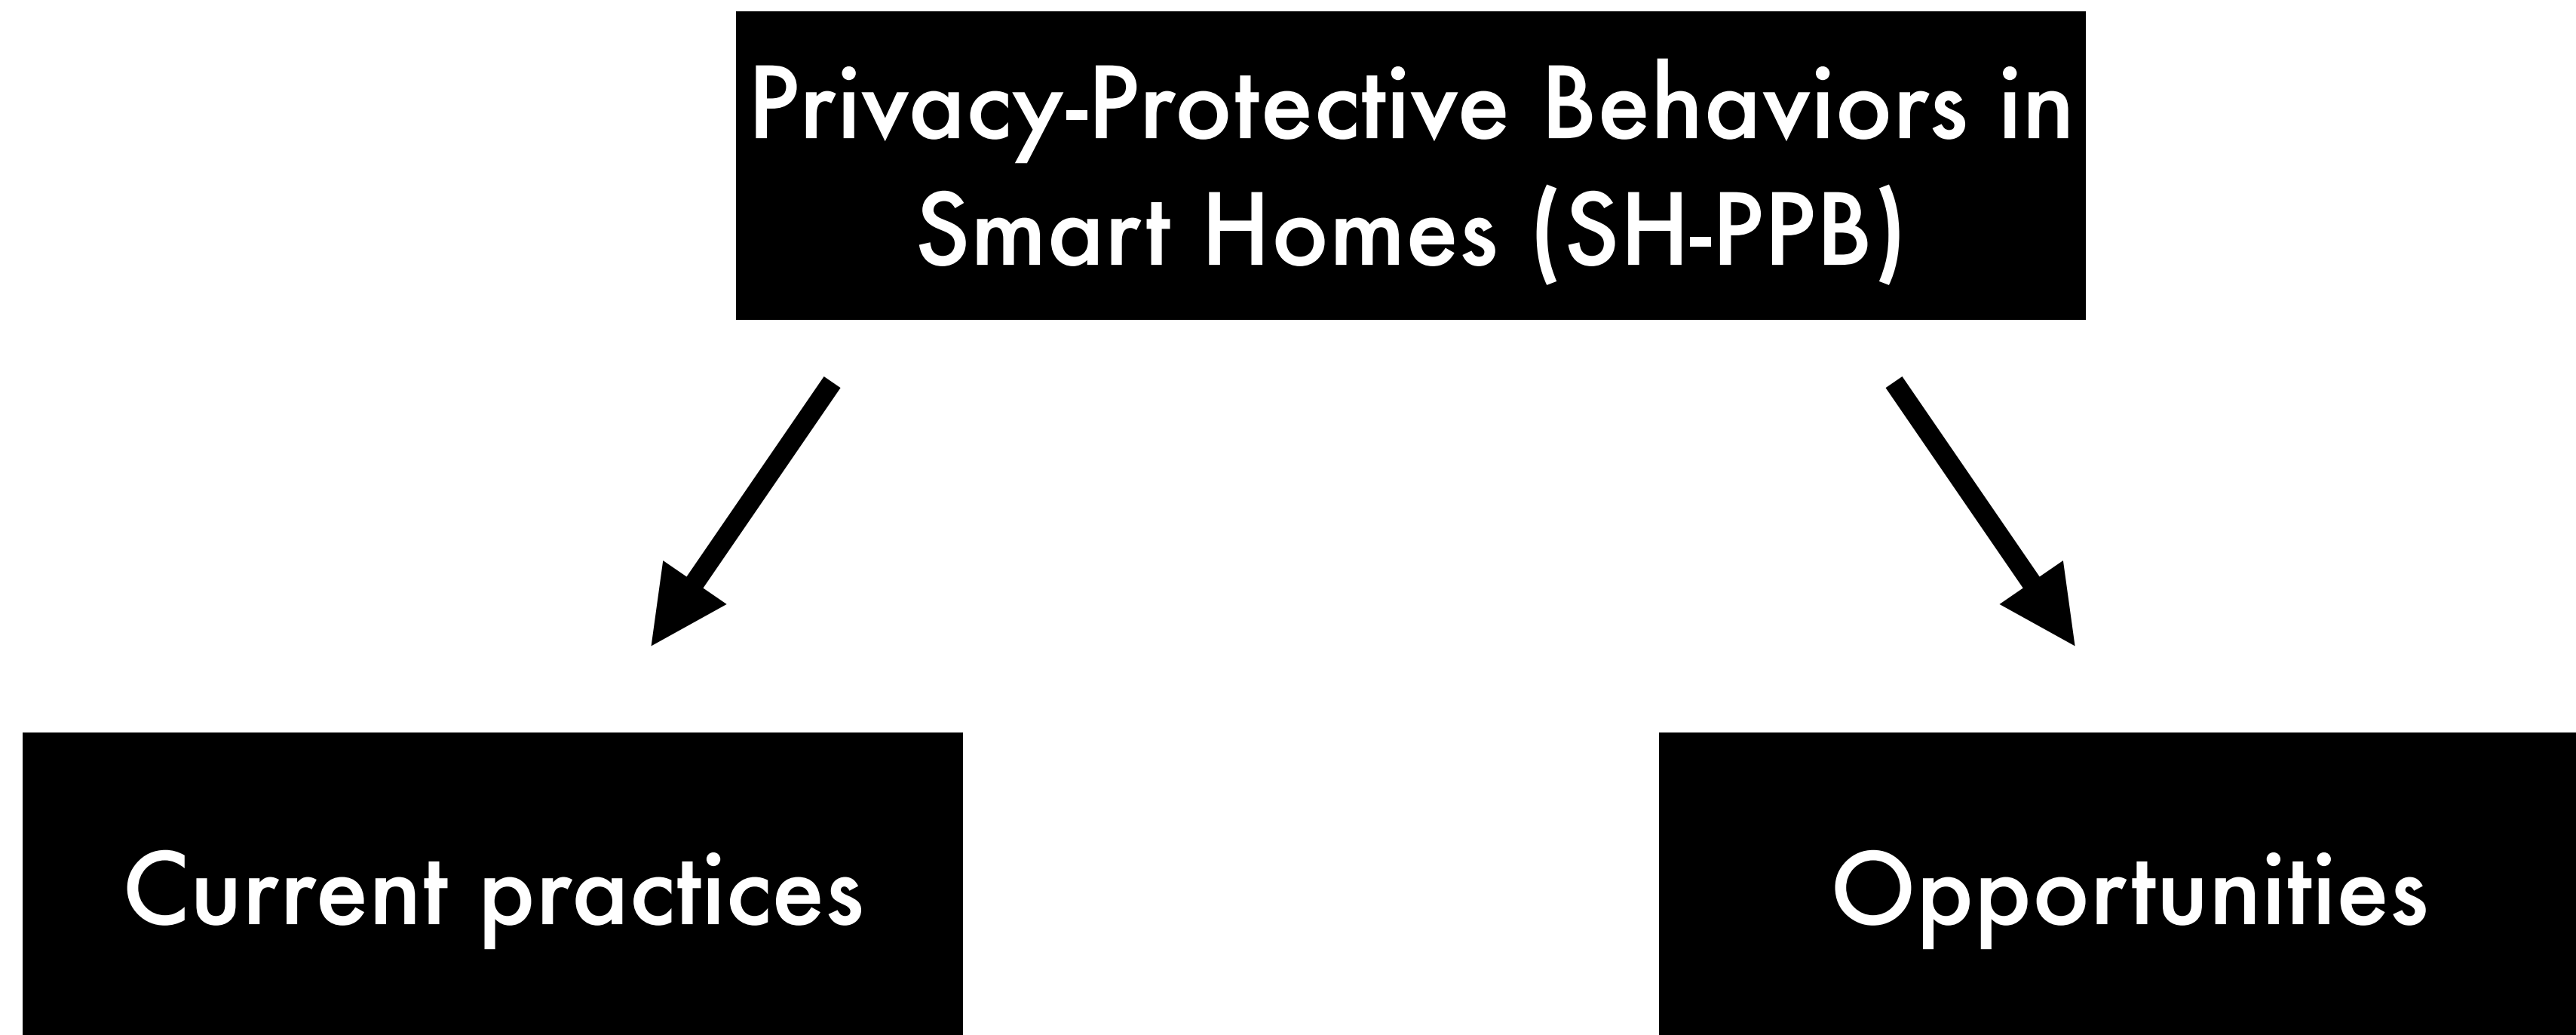 Privacy-Protective Behaviors in
Smart Homes (SH-PPB)
Current practices
Opportunities